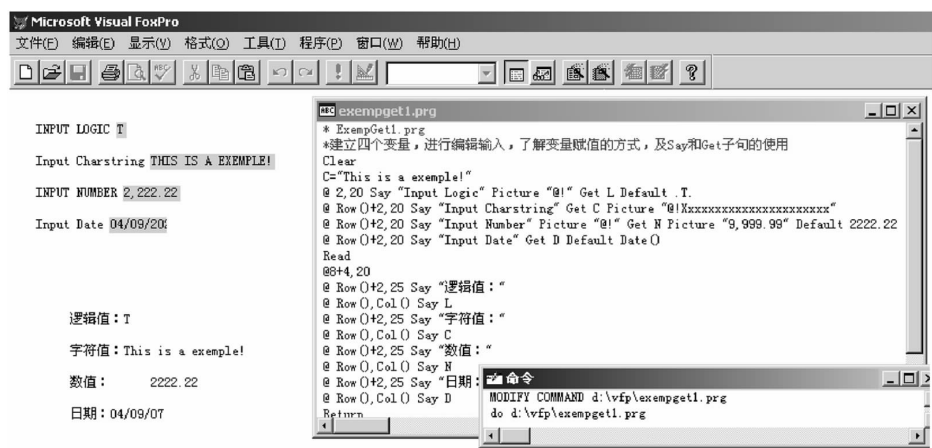 Microsoft Visual FoxPro
文件(F) 编辑(E) 显示(V) 格式(O) 工具(T) 程序(P) 窗口(W) 帮助(H)
INPUT LOGIC T
Input Charstring THIS IS A EXEMPLE!
INPUT NUMBER 2,222.22
Input Date 04/09/20
逻辑值：T
字符值：This is a exemple!
数值： 2222.22
日期：04/09/07
exempget1.prg
* ExempGet1.prg
*建立四个变量，进行编辑输入，了解变量赋值的方式，及Say和Get子句的使用
Clear
C="This is a exemple!"
@ 2,20 Say "Input Logic" Picture "@!" Get L Default .T.
@ Row()+2,20 Say "Input Charstring" Get C Picture "@!Xxxxxxxxxxxxxxxxxxxxxx"
@ Row()+2,20 Say "Input Number" Picture "@!" Get N Picture "9,999.99" Default 2222.22
@ Row()+2,20 Say "Input Date" Get D Default Date()
Read
@8+4,20
@ Row()+2,25 Say "逻辑值："
@ Row(),Col() Say L
@ Row()+2,25 Say "字符值："
@ Row(),Col() Say C
@ Row()+2,25 Say "数值："
@ Row(),Col() Say N
@ Row()+2,25 Say "日期：
@ Row(),Col() Say D
Return
命令
MODIFY COMMAND d:\vfp\exempget1.prg
do d:\vfp\exempget1.prg